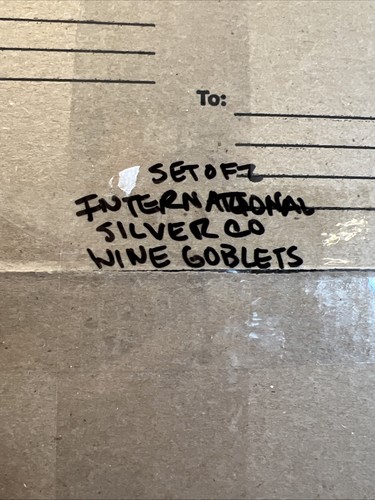 To:
SET OF 2
INTERNATIONAL
SILVER CO
WINE GOBLETS